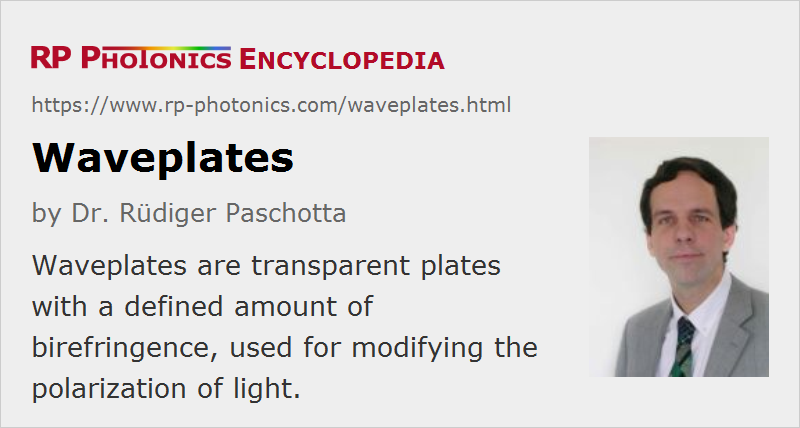 RP PHOTONICS ENCYCLOPEDIA
https://www.rp-photonics.com/waveplates.html
Waveplates
by Dr. Rüdiger Paschotta
Waveplates are transparent plates
with a defined amount of
birefringence, used for modifying the
polarization of light.